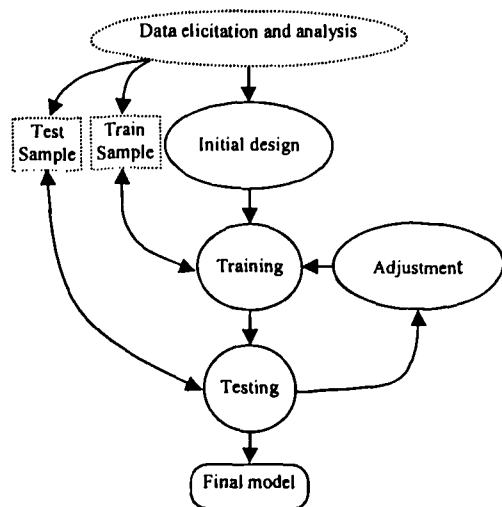 Data elicitation and analysis
Test
Sample
Train
Sample
Initial design
Training
Adjustment
Testing
Final model